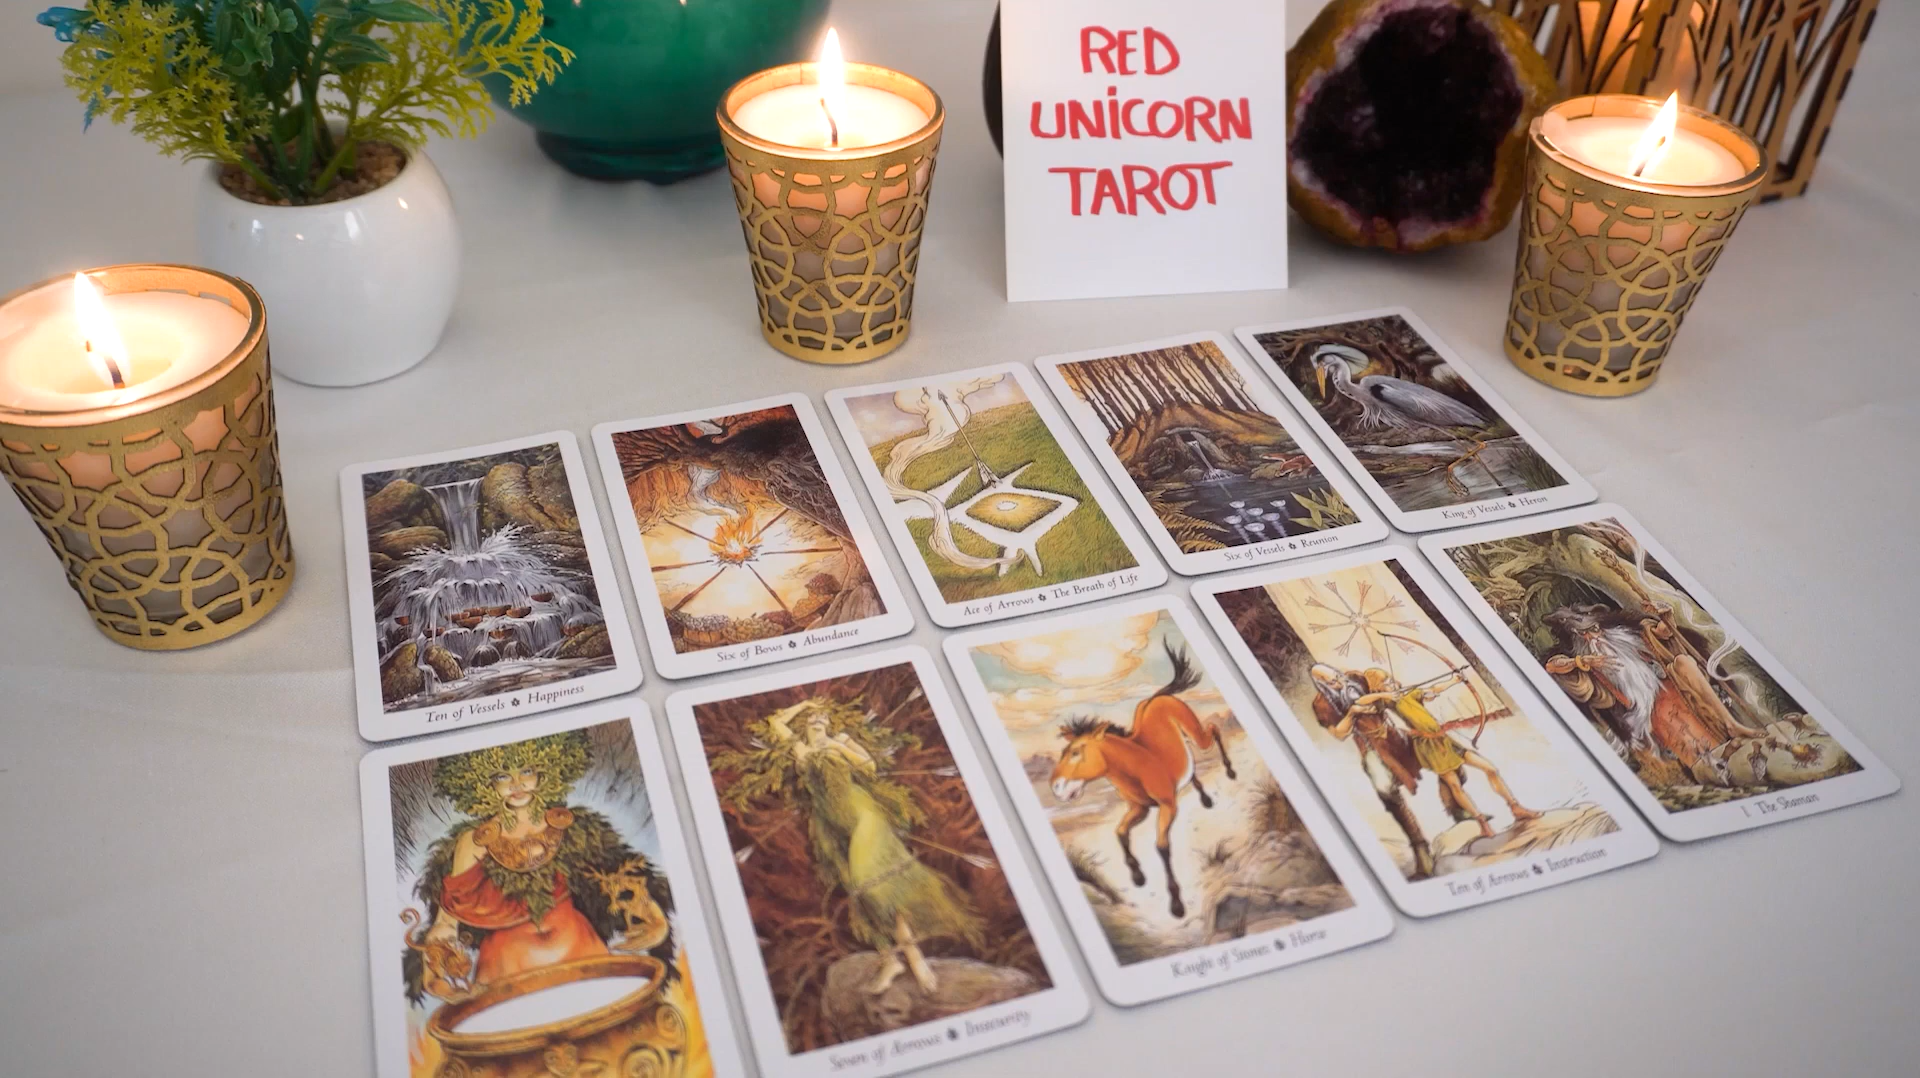 RED
UNiCORN
TAROT
Ten of Vessels Happiness
Six of Bows Abundance
Ace of Arrows The Breath of Life
Six of Vessels Reunion
King of Vessels Heron
Seven of Arrows Insecurity
Knight of Stones Horse
Ten of Arrows Instruction
1 The Shaman